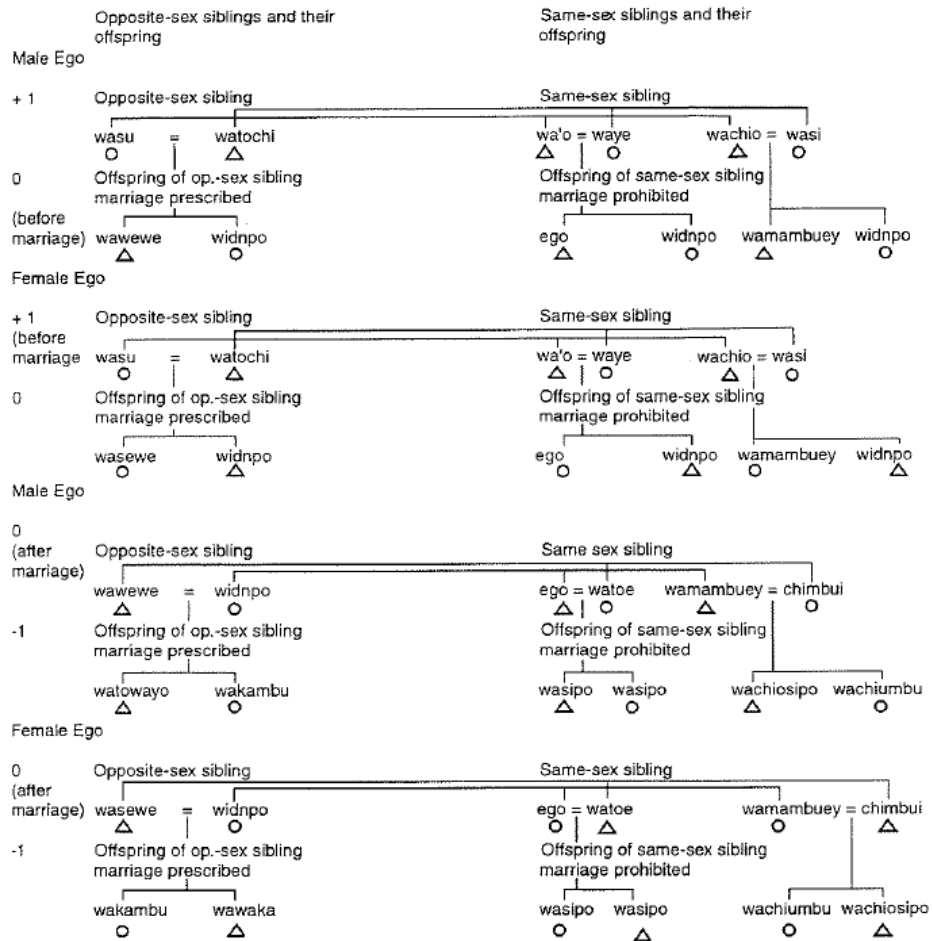 Opposite-sex siblings and their offspring
Same-sex siblings and their offspring
Male Ego
+ 1 Opposite-sex sibling Same-sex sibling
wasu = watochi wa'o = waye wachio = wasi
0 Offspring of op.-sex sibling Offspring of same-sex sibling
marriage prescribed marriage prohibited
(before
marriage) wawewe widnpo ego widnpo wamambuey widnpo
Female Ego
+ 1 Opposite-sex sibling Same-sex sibling
(before
marriage wasu = watochi wa'o = waye wachio = wasi
0 Offspring of op.-sex sibling Offspring of same-sex sibling
marriage prescribed marriage prohibited
wasewe widnpo ego widnpo wamambuey widnpo
Male Ego
0
(after Opposite-sex sibling Same sex sibling
marriage)
wawewe = widnpo ego = watoe wamambuey = chimbui
-1 Offspring of op.-sex sibling Offspring of same-sex sibling
marriage prescribed marriage prohibited
watowayo wakambu wasipo wasipo wachiosipo wachiumbu
Female Ego
0 Opposite-sex sibling Same-sex sibling
(after
marriage) wasewe = widnpo ego = watoe wamambuey = chimbui
-1 Offspring of op.-sex sibling Offspring of same-sex sibling
marriage prescribed marriage prohibited
wakambu wawaka wasipo wasipo wachiumbu wachiosipo